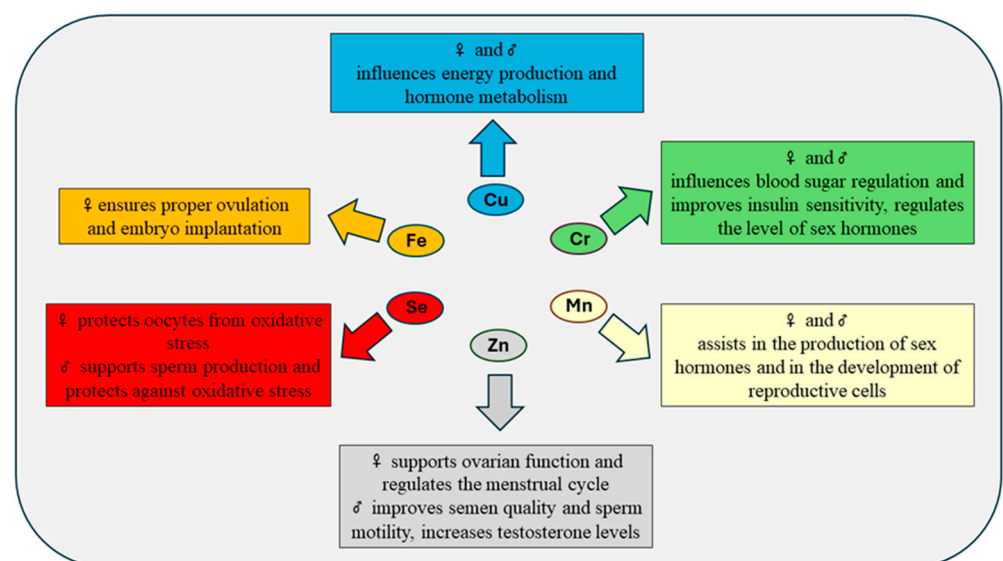 ♀ and ♂
influences energy production and
hormone metabolism
Cu
♀ and ♂
influences blood sugar regulation and
improves insulin sensitivity, regulates
the level of sex hormones
Cr
♀ ensures proper ovulation
and embryo implantation
Fe
♀ protects oocytes from oxidative
stress
♂ supports sperm production and
protects against oxidative stress
Se
Mn
♀ and ♂
assists in the production of sex
hormones and in the development of
reproductive cells
Zn
♀ supports ovarian function and
regulates the menstrual cycle
♂ improves semen quality and sperm
motility, increases testosterone levels